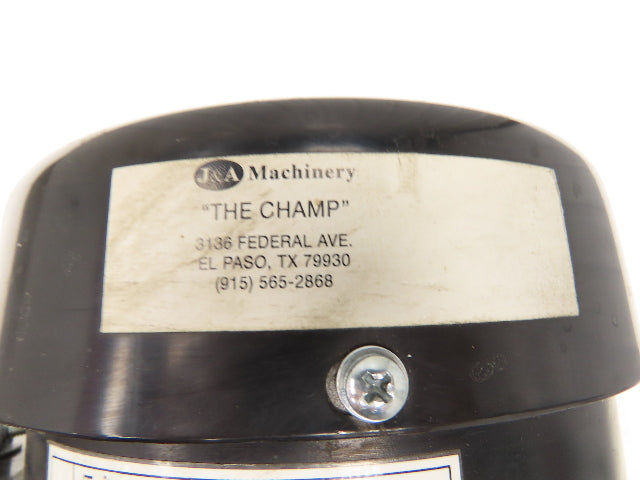 J&A Machinery
"THE CHAMP"
3136 FEDERAL AVE.
EL PASO, TX 79930
(915) 565-2868